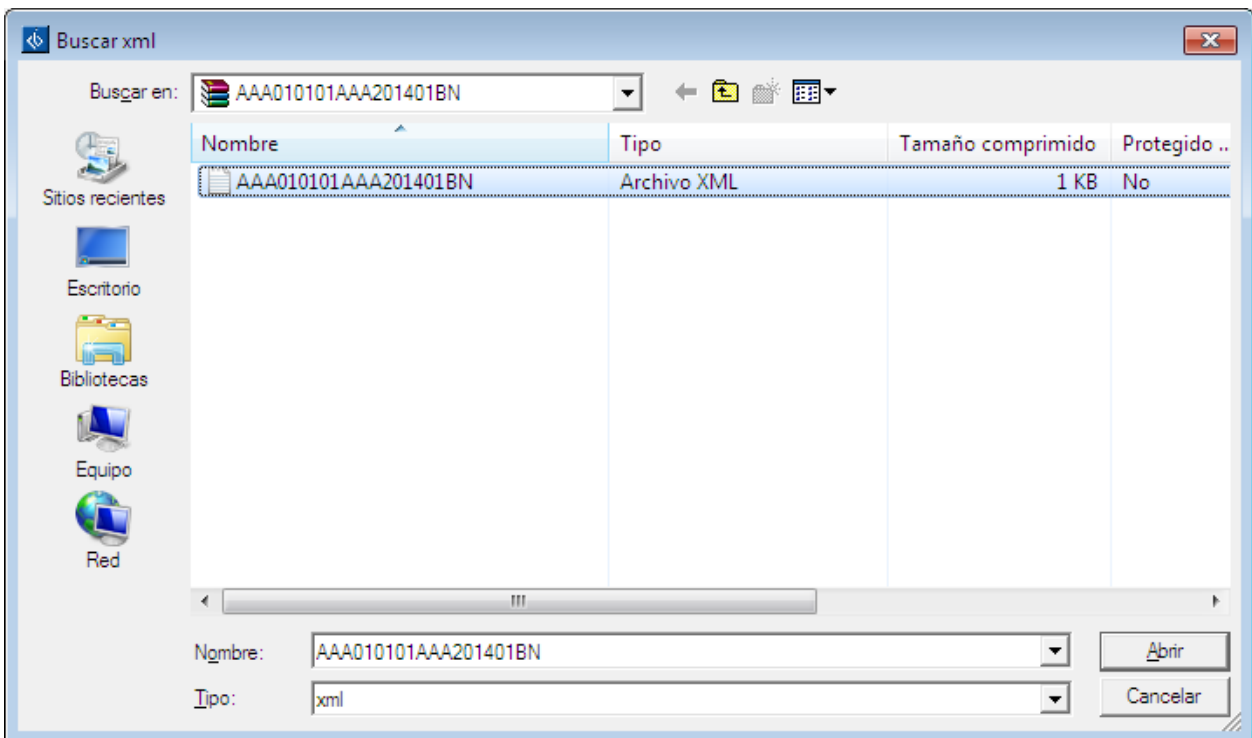 Buscar xml
Buscar en: AAA010101AAA201401BN
Nombre Tipo Tamaño comprimido Protegido ..
AAA010101AAA201401BN Archivo XML 1 KB No
Sitios recientes
Escritorio
Bibliotecas
Equipo
Red
Nombre: AAA010101AAA201401BN Abrir
Tipo: xml Cancelar